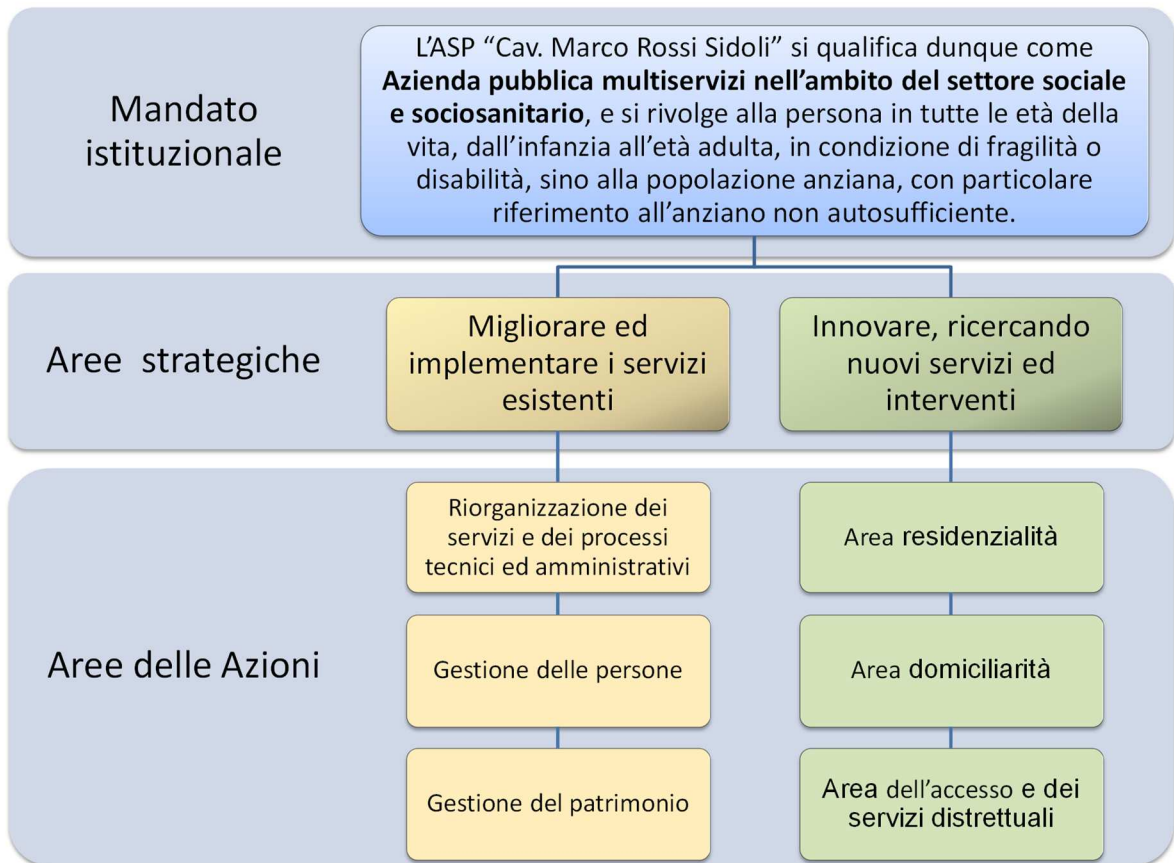 Mandato
istituzionale
L’ASP “Cav. Marco Rossi Sidoli” si qualifica dunque come
Azienda pubblica multiservizi nell’ambito del settore sociale
e sociosanitario, e si rivolge alla persona in tutte le età della
vita, dall’infanzia all’età adulta, in condizione di fragilità o
disabilità, sino alla popolazione anziana, con particolare
riferimento all’anziano non autosufficiente.
Aree strategiche
Migliorare ed
implementare i servizi
esistenti
Innovare, ricercando
nuovi servizi ed
interventi
Aree delle Azioni
Riorganizzazione dei
servizi e dei processi
tecnici ed amministrativi
Area residenzialità
Gestione delle persone
Area domiciliarità
Gestione del patrimonio
Area dell’accesso e dei
servizi distrettuali